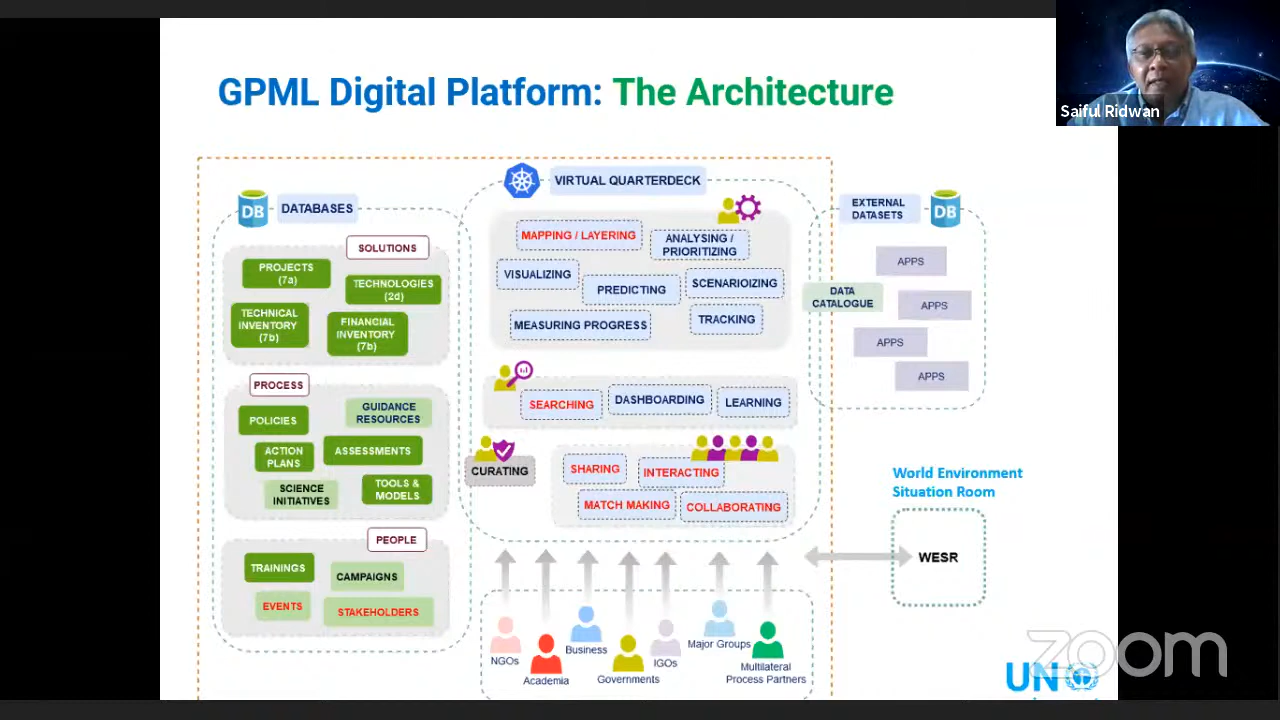 GPML Digital Platform: The Architecture
Saiful Ridwan
DB
DATABASES
SOLUTIONS
PROJECTS
(7a)
TECHNOLOGIES
(2d)
TECHNICAL
INVENTORY
(7b)
FINANCIAL
INVENTORY
(7b)
PROCESS
POLICIES
GUIDANCE
RESOURCES
ACTION
PLANS
ASSESSMENTS
SCIENCE
INITIATIVES
TOOLS &
MODELS
PEOPLE
TRAININGS
CAMPAIGNS
EVENTS
STAKEHOLDERS
VIRTUAL QUARTERDECK
MAPPING / LAYERING
ANALYSING /
PRIORITIZING
VISUALIZING
PREDICTING
SCENARIOIZING
MEASURING PROGRESS
TRACKING
SEARCHING
DASHBOARDING
LEARNING
CURATING
SHARING
INTERACTING
MATCH MAKING
COLLABORATING
NGOs
Academia
Business
Governments
IGOs
Major Groups
Multilateral
Process Partners
EXTERNAL
DATASETS
DB
APPS
DATA
CATALOGUE
APPS
APPS
APPS
World Environment
Situation Room
WESR
zoom
UN